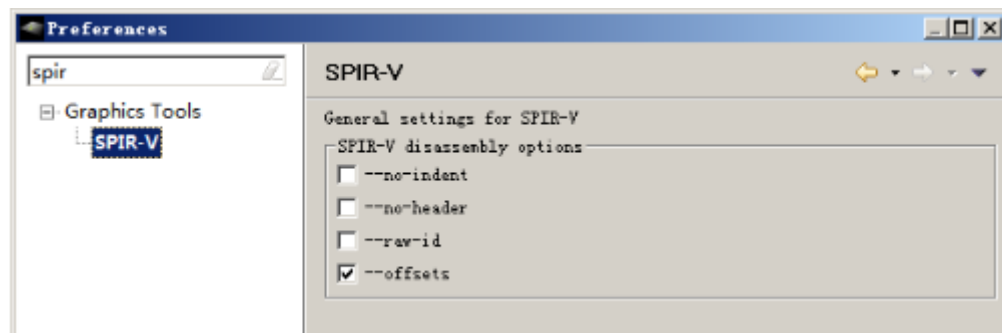 Preferences
spir
Graphics Tools
SPIR-V
SPIR-V
General settings for SPIR-V
SPIR-V disassembly options
--no-indent
--no-header
--raw-id
--offsets